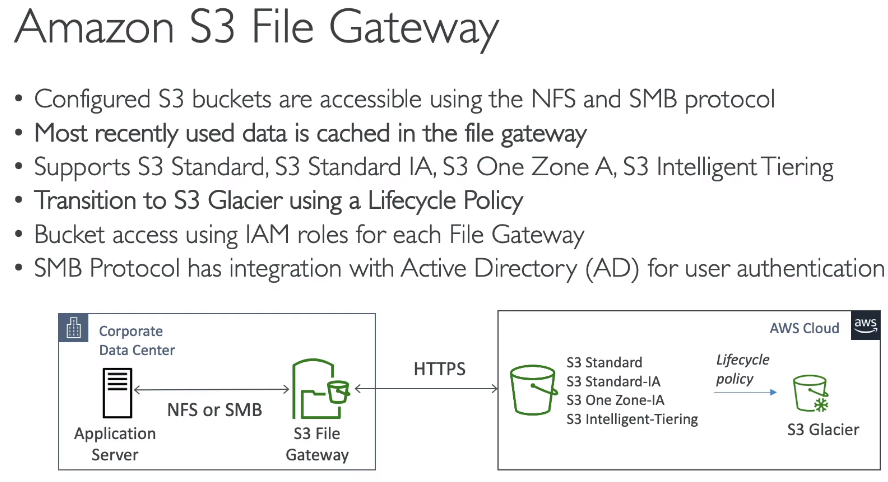 Amazon S3 File Gateway
• Configured S3 buckets are accessible using the NFS and SMB protocol
• Most recently used data is cached in the file gateway
• Supports S3 Standard, S3 Standard IA, S3 One Zone A, S3 Intelligent Tiering
• Transition to S3 Glacier using a Lifecycle Policy
• Bucket access using IAM roles for each File Gateway
• SMB Protocol has integration with Active Directory (AD) for user authentication
Corporate
Data Center
NFS or SMB
Application
Server
S3 File
Gateway
HTTPS
AWS Cloud
aws
S3 Standard
S3 Standard-IA
S3 One Zone-IA
S3 Intelligent-Tiering
Lifecycle
policy
S3 Glacier